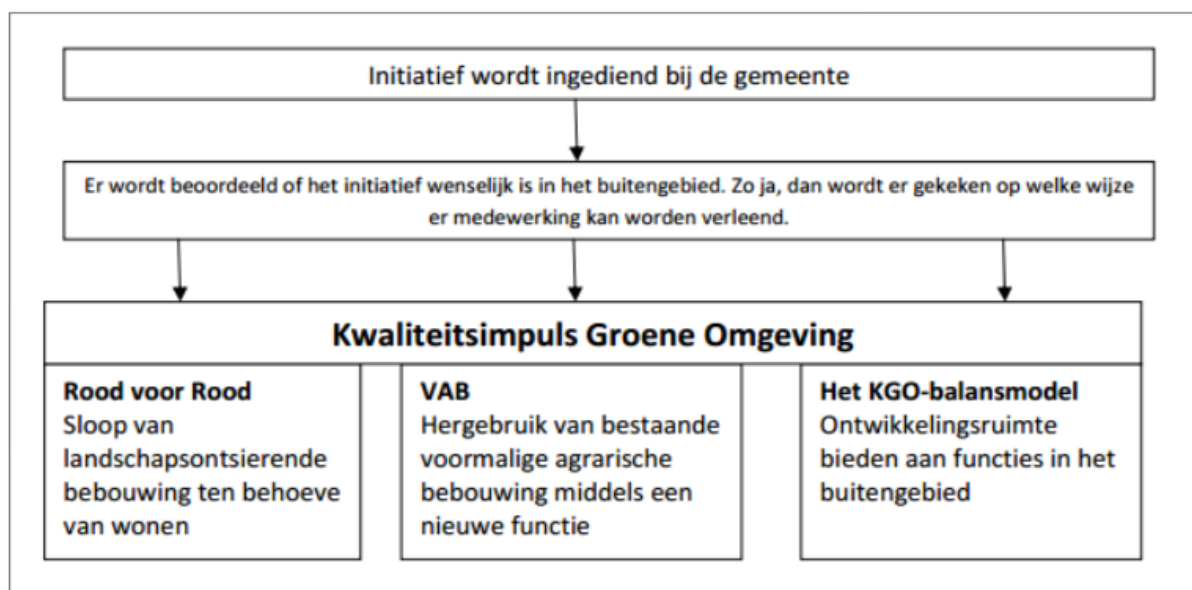 Initiatief wordt ingediend bij de gemeente
Er wordt beoordeeld of het initiatief wenselijk is in het buitengebied. Zo ja, dan wordt er gekeken op welke wijze
er medewerking kan worden verleend.
Kwaliteitsimpuls Groene Omgeving
Rood voor Rood
Sloop van
landschapsontsierende
bebouwing ten behoeve
van wonen
VAB
Hergebruik van bestaande
voormalige agrarische
bebouwing middels een
nieuwe functie
Het KGO-balansmodel
Ontwikkelingsruimte
bieden aan functies in het
buitengebied